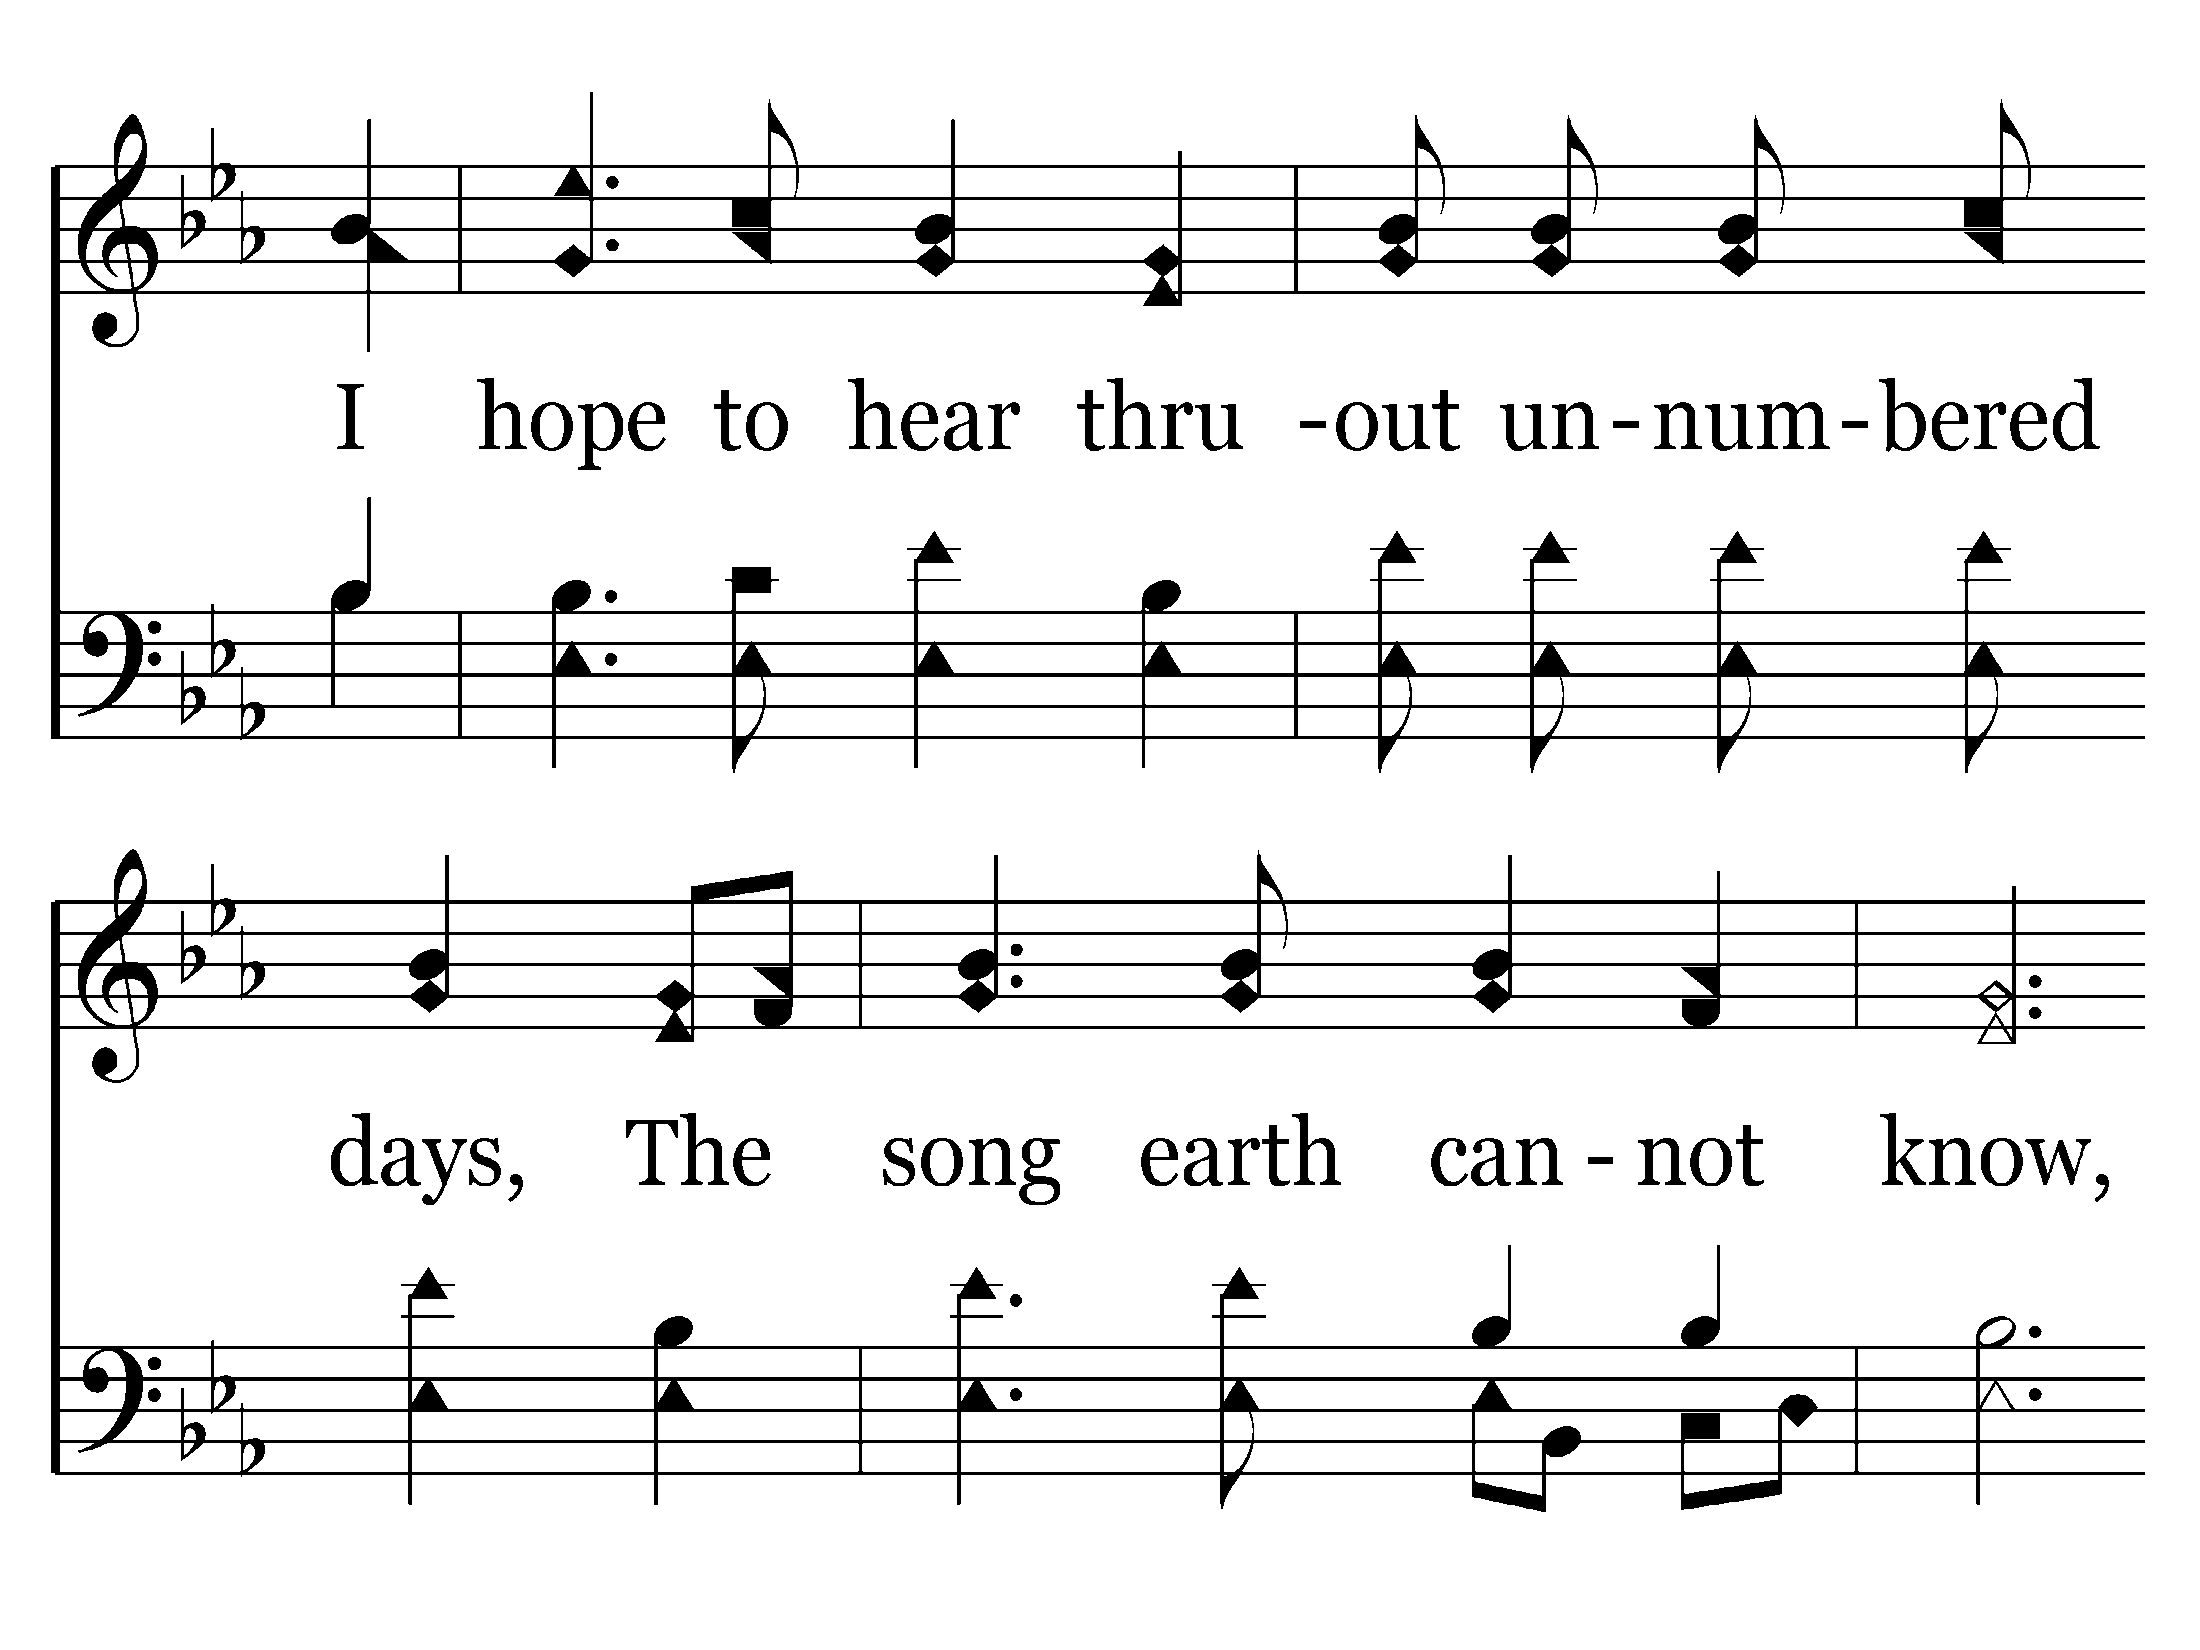 I hope to hear thru -out un-num-bered
days, The song earth can-not know,